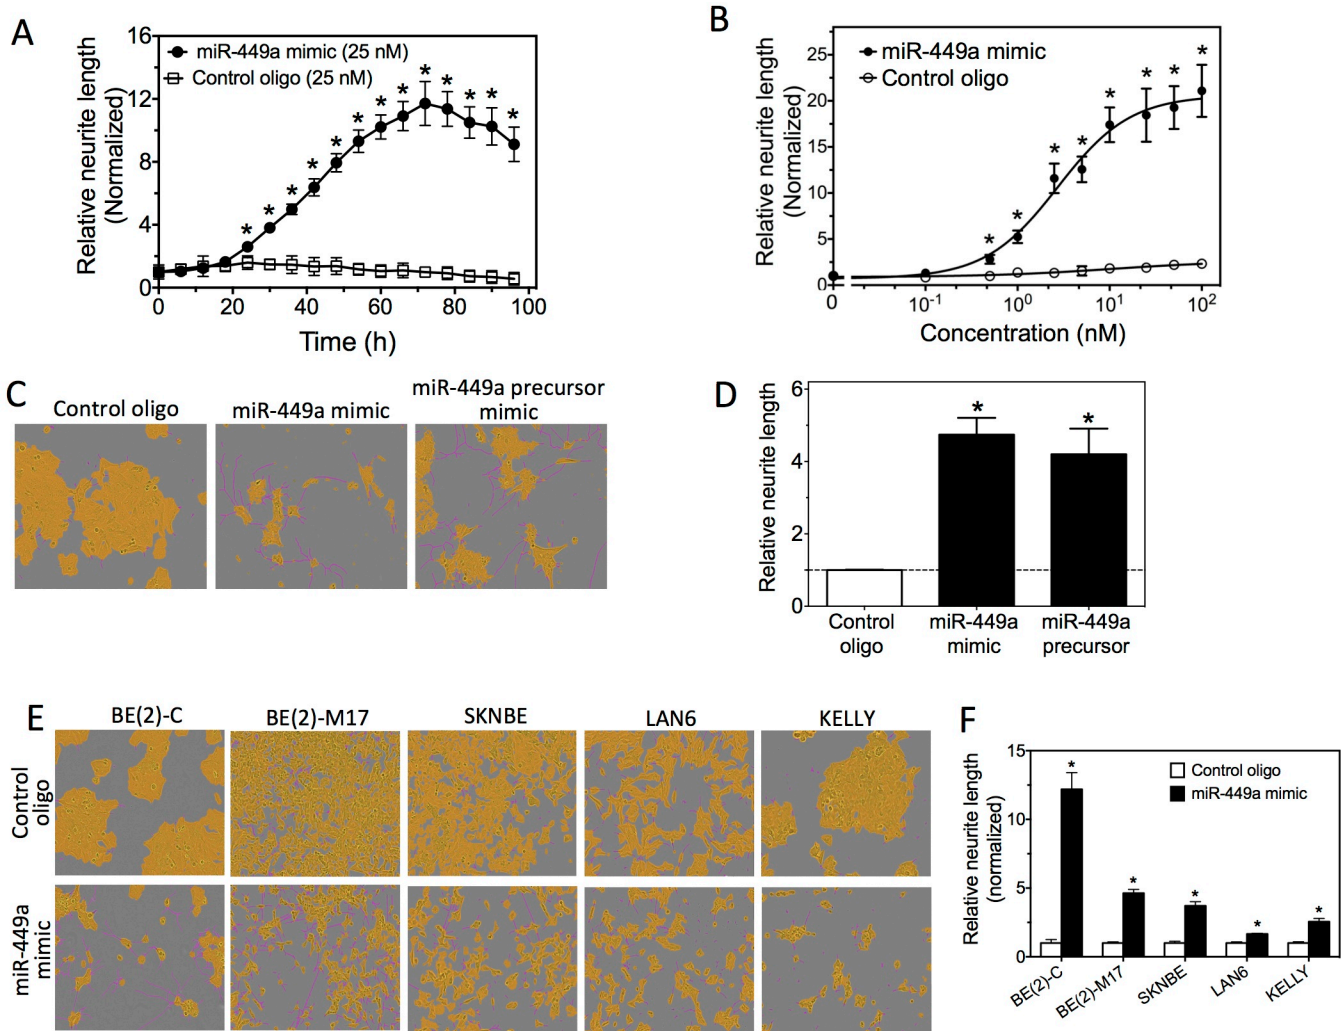 A
Relative neurite length
(Normalized)
16
12
8
4
0
miR-449a mimic (25 nM)
Control oligo (25 nM)
* * * * * * * * * * * * *
0 20 40 60 80 100
Time (h)
B
Relative neurite length
(Normalized)
25
20
15
10
5
0
miR-449a mimic
Control oligo
* * * * * * * * *
0 10-1 100 101 102
Concentration (nM)
C
Control oligo
miR-449a mimic
miR-449a precursor
mimic
D
Relative neurite length
6
4
2
0
* *
Control
oligo
miR-449a
mimic
miR-449a
precursor
E
BE(2)-C BE(2)-M17 SKNBE LAN6 KELLY
Control
oligo
miR-449a
mimic
F
Relative neurite length
(normalized)
15
10
5
0
Control oligo
miR-449a mimic
* * * * *
BE(2)-C
BE(2)-M17
SKNBE
LAN6
KELLY